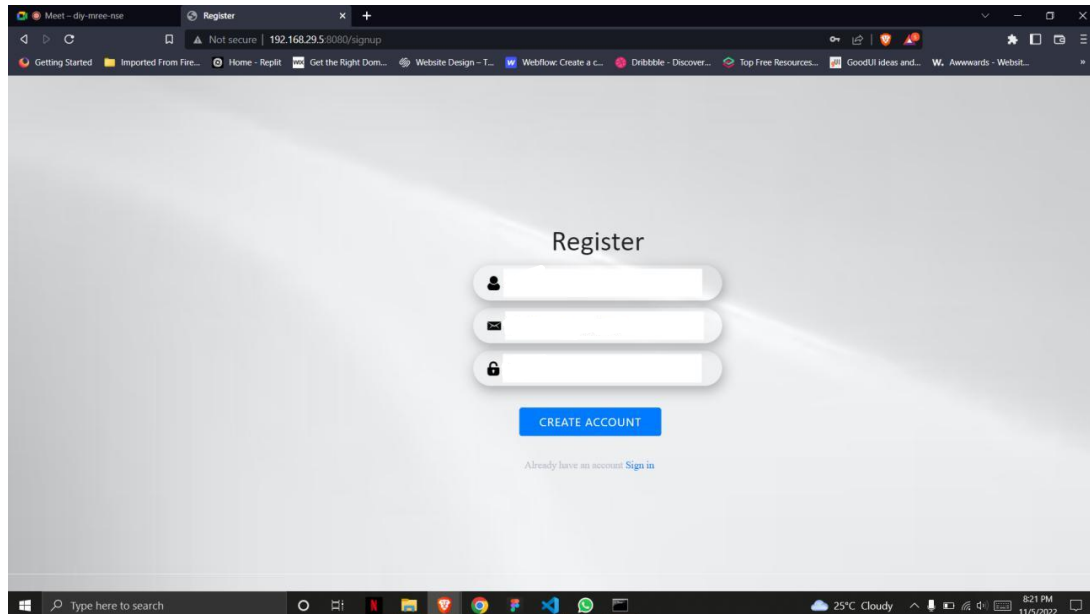 Meet – diy-mree-nse
Register
Not secure | 192.168.29.5:8080/signup
Getting Started Imported From Fire... Home - Replit Get the Right Dom... Website Design – T... Webflow: Create a c... Dribbble - Discover... Top Free Resources... GoodUI ideas and... W. Awwwards - Websit... »
Register
CREATE ACCOUNT
Already have an account Sign in
Type here to search
25°C Cloudy
8:21 PM
11/5/2022